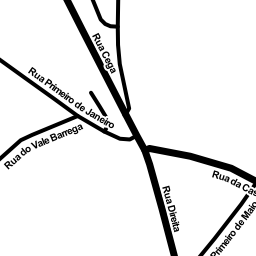 Rua Cega
Rua Primeiro de Janeiro
Rua do Vale Barrega
Rua da Cas
Rua Direita
Primeiro de Maio